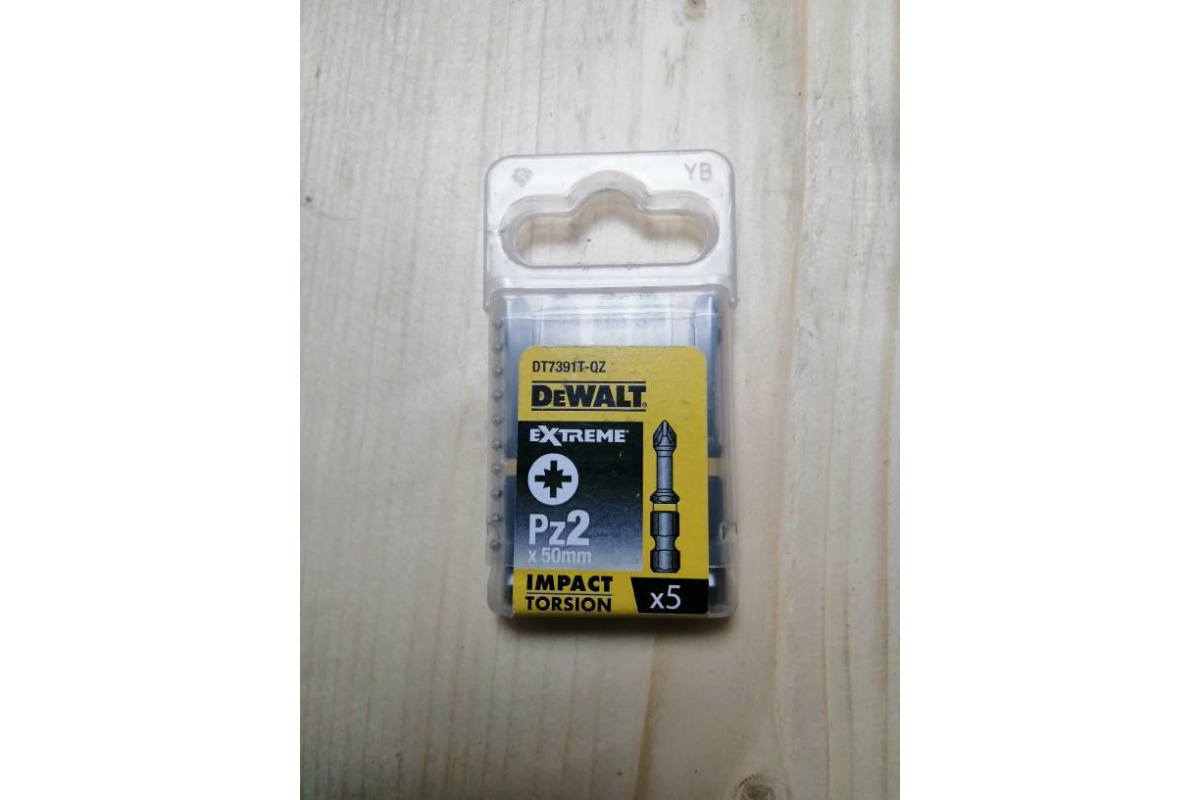 YB
DT7391T-QZ
DEWALT®
EXTREME
Pz2
x 50mm
IMPACT
TORSION
x5